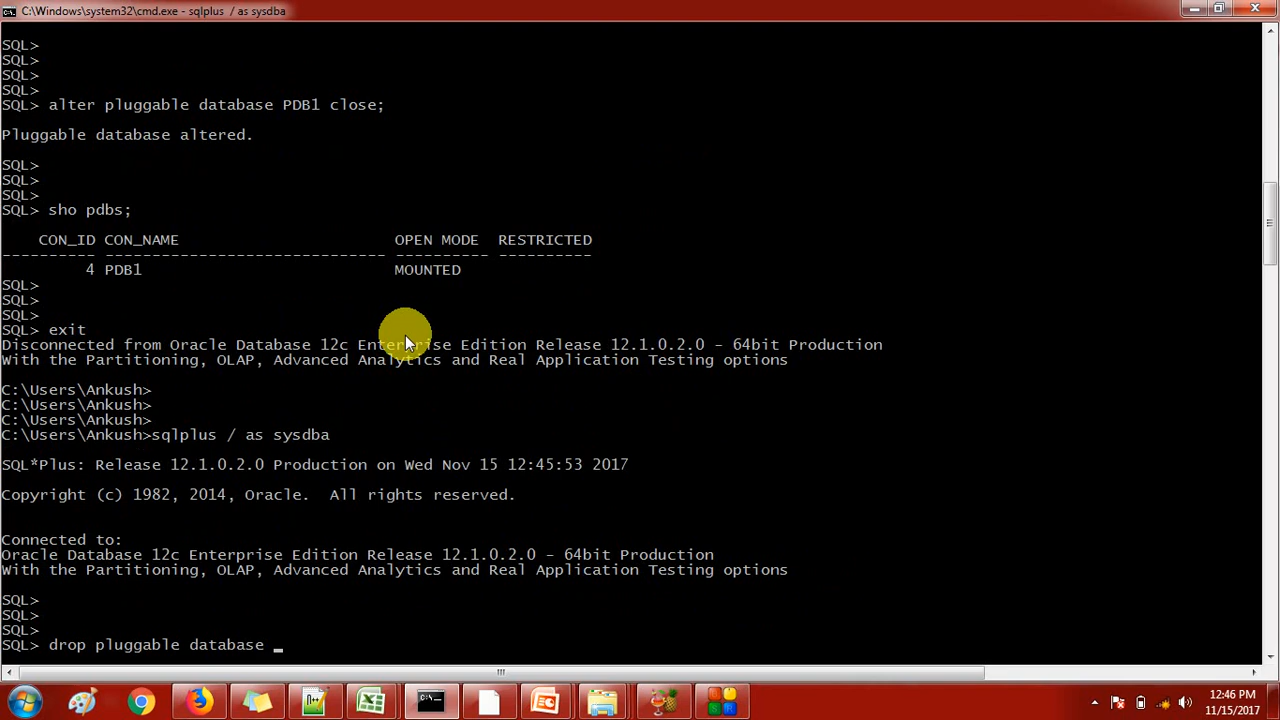 C:\Windows\system32\cmd.exe - sqlplus  / as sysdba
SQL>
SQL>
SQL>
SQL>
SQL> alter pluggable database PDB1 close;
Pluggable database altered.
SQL>
SQL>
SQL>
SQL> sho pdbs;
    CON_ID CON_NAME                       OPEN MODE  RESTRICTED
---------- ------------------------------ ---------- ----------
         4 PDB1                           MOUNTED
SQL>
SQL>
SQL>
SQL> exit
Disconnected from Oracle Database 12c Enterprise Edition Release 12.1.0.2.0 - 64bit Production
With the Partitioning, OLAP, Advanced Analytics and Real Application Testing options
C:\Users\Ankush>
C:\Users\Ankush>
C:\Users\Ankush>
C:\Users\Ankush>sqlplus / as sysdba
SQL*Plus: Release 12.1.0.2.0 Production on Wed Nov 15 12:45:53 2017
Copyright (c) 1982, 2014, Oracle.  All rights reserved.
Connected to:
Oracle Database 12c Enterprise Edition Release 12.1.0.2.0 - 64bit Production
With the Partitioning, OLAP, Advanced Analytics and Real Application Testing options
SQL>
SQL>
SQL>
SQL> drop pluggable database _
12:46 PM
11/15/2017